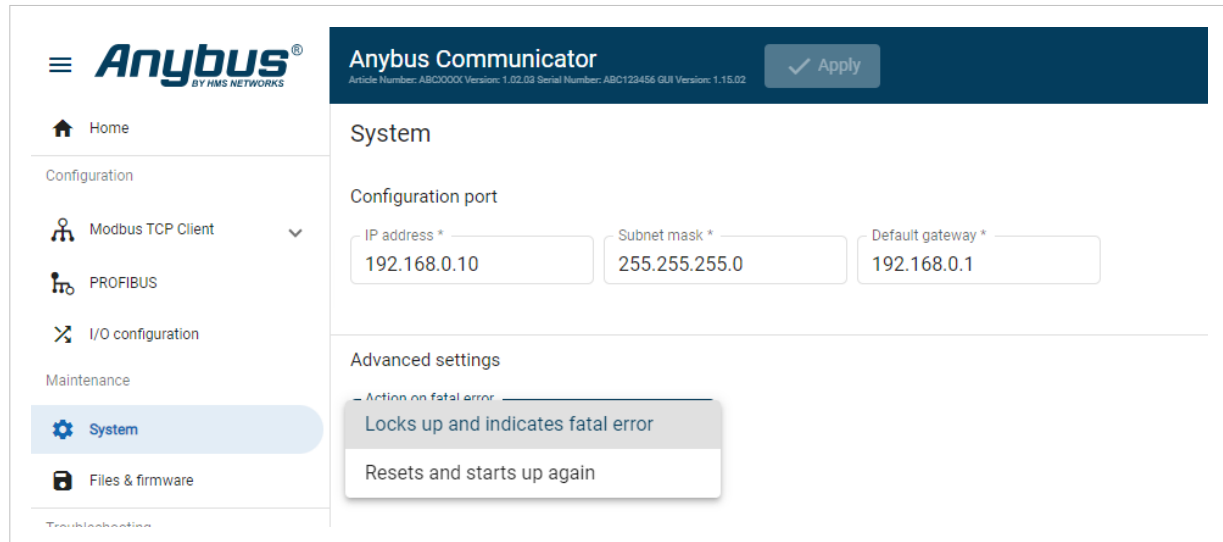 Anybus®
BY HMS NETWORKS
Anybus Communicator
Article Number: ABCXXXX Version: 1.02.03 Serial Number: ABC123456 GUI Version: 1.15.02
Apply
Home
Configuration
Modbus TCP Client
PROFIBUS
I/O configuration
Maintenance
System
Files & firmware
Troubleshooting
System
Configuration port
IP address *
192.168.0.10
Subnet mask *
255.255.255.0
Default gateway *
192.168.0.1
Advanced settings
Action on fatal error
Locks up and indicates fatal error
Resets and starts up again